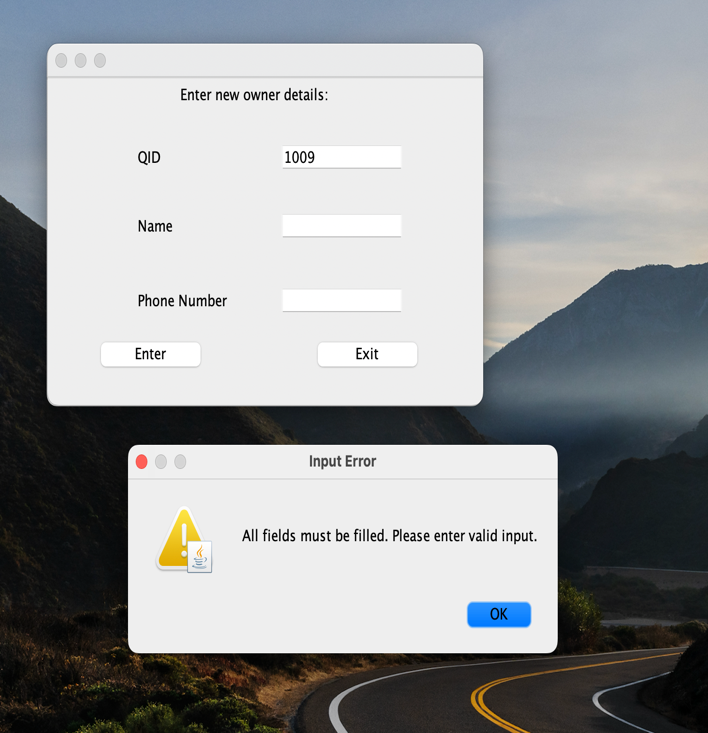 Enter new owner details:
QID 1009
Name
Phone Number
Enter Exit
Input Error
All fields must be filled. Please enter valid input.
OK